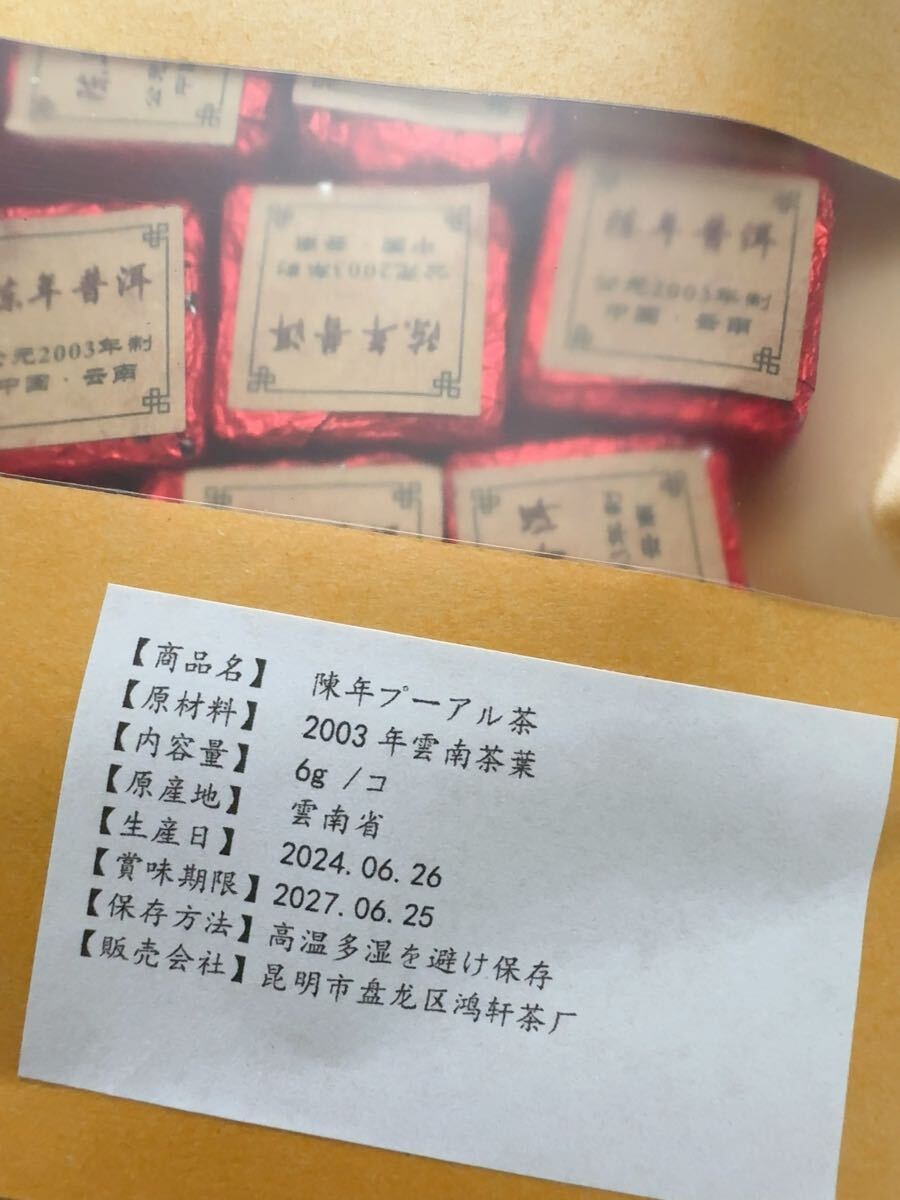 陈
公元
中
陈年普洱
公元2003年制
中国·云南
陈年普洱
公元2003年制
中国·云南
陈年普洱
公元2003年制
中国·云南
洱
【商品名】 陳年プーアル茶
【原材料】 2003年雲南茶葉
【内容量】 6g /コ
【原産地】 雲南省
【生産日】 2024.06.26
【賞味期限】2027.06.25
【保存方法】高温多湿を避け保存
【販売会社】昆明市盘龙区鸿轩茶厂